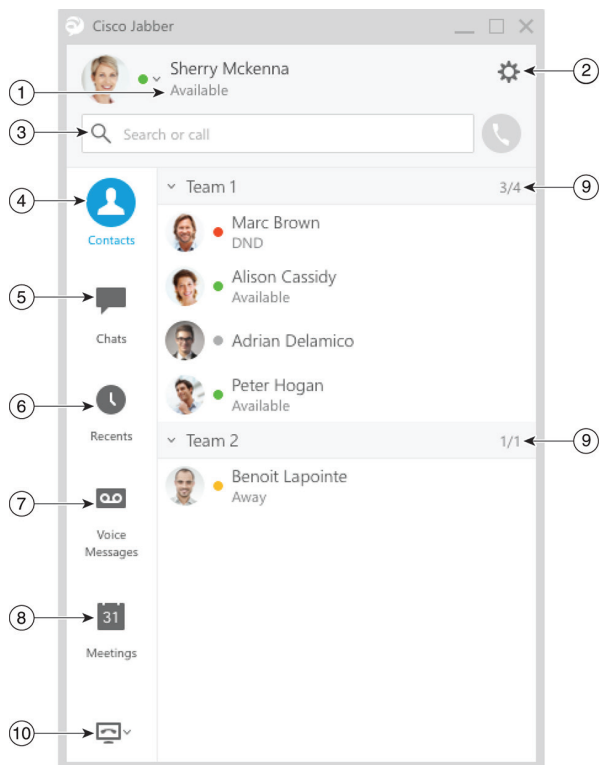 Cisco Jabber
Sherry Mckenna
Available
1
2
3
Search or call
4
Contacts
Team 1
3/4
9
Marc Brown
DND
Alison Cassidy
Available
5
Chats
Adrian Delamico
Peter Hogan
Available
6
Recents
Team 2
1/1
9
Benoit Lapointe
Away
7
Voice
Messages
8
31
Meetings
10